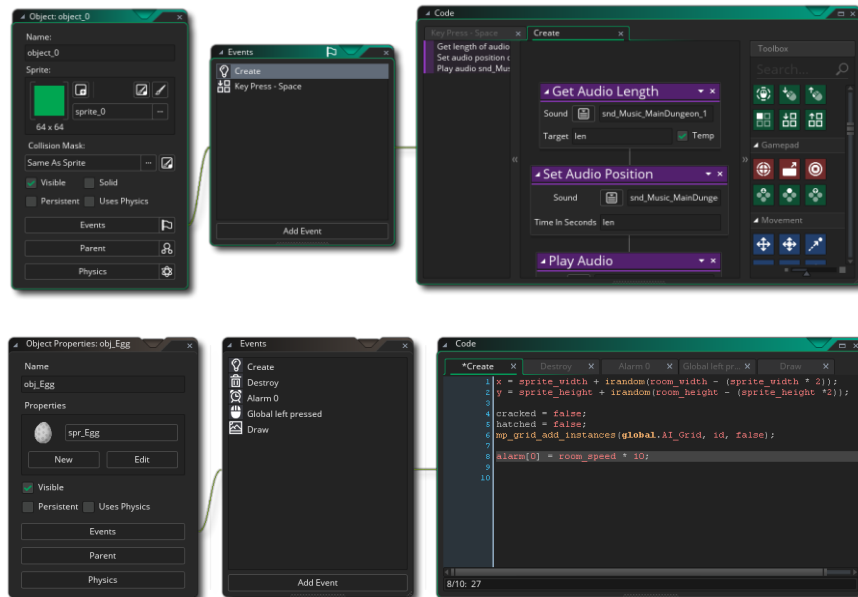 Object: object_0
Name:
object_0
Sprite:
sprite_0
...
64 x 64
Collision Mask:
Same As Sprite
...
Visible
Solid
Persistent
Uses Physics
Events
Parent
Physics
Events
Create
Key Press - Space
Add Event
Code
Key Press - Space
Create
Get length of audio
Set audio position o
Play audio snd_Mus
Get Audio Length
Sound
snd_Music_MainDungeon_1
Target
len
Temp
Set Audio Position
Sound
snd_Music_MainDunge
Time In Seconds
len
Play Audio
Toolbox
Search...
Gamepad
Movement
Object Properties: obj_Egg
Name
obj_Egg
Properties
spr_Egg
New
Edit
Visible
Persistent
Uses Physics
Events
Parent
Physics
Events
Create
Destroy
Alarm 0
Global left pressed
Draw
Add Event
Code
*Create
Destroy
Alarm 0
Global left pr...
Draw
1 x = sprite_width + irandom(room_width - (sprite_width * 2));
2 y = sprite_height + irandom(room_height - (sprite_height *2));
3
4 cracked = false;
5 hatched = false;
6 mp_grid_add_instances(global.AI_Grid, id, false);
7
8 alarm[0] = room_speed * 10;
9
10
8/10: 27